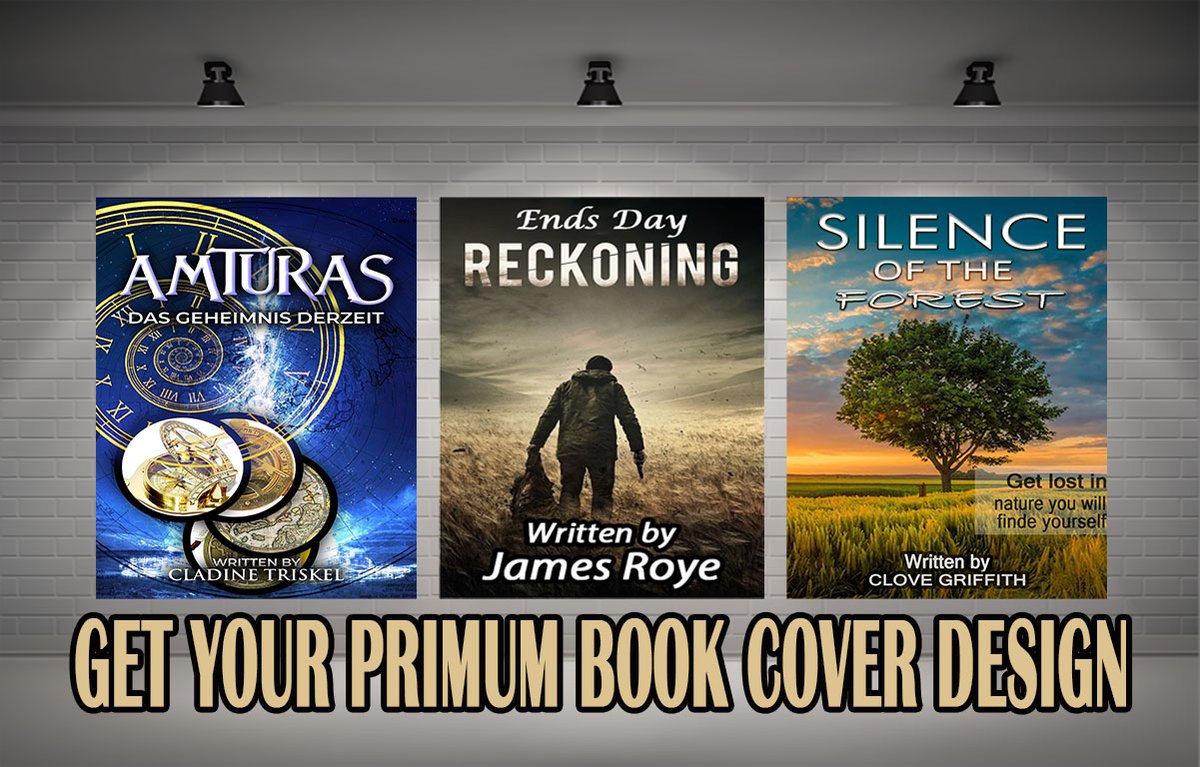 AMTURAS
DAS GEHEIMNIS DERZEIT
WRITTEN BY
CLADINE TRISKEL
Ends Day
RECKONING
Written by
James Roye
SILENCE
OF THE
FOREST
Get lost in
nature you will
finde yourself
Written by
CLOVE GRIFFITH
GET YOUR PRIMUM BOOK COVER DESIGN